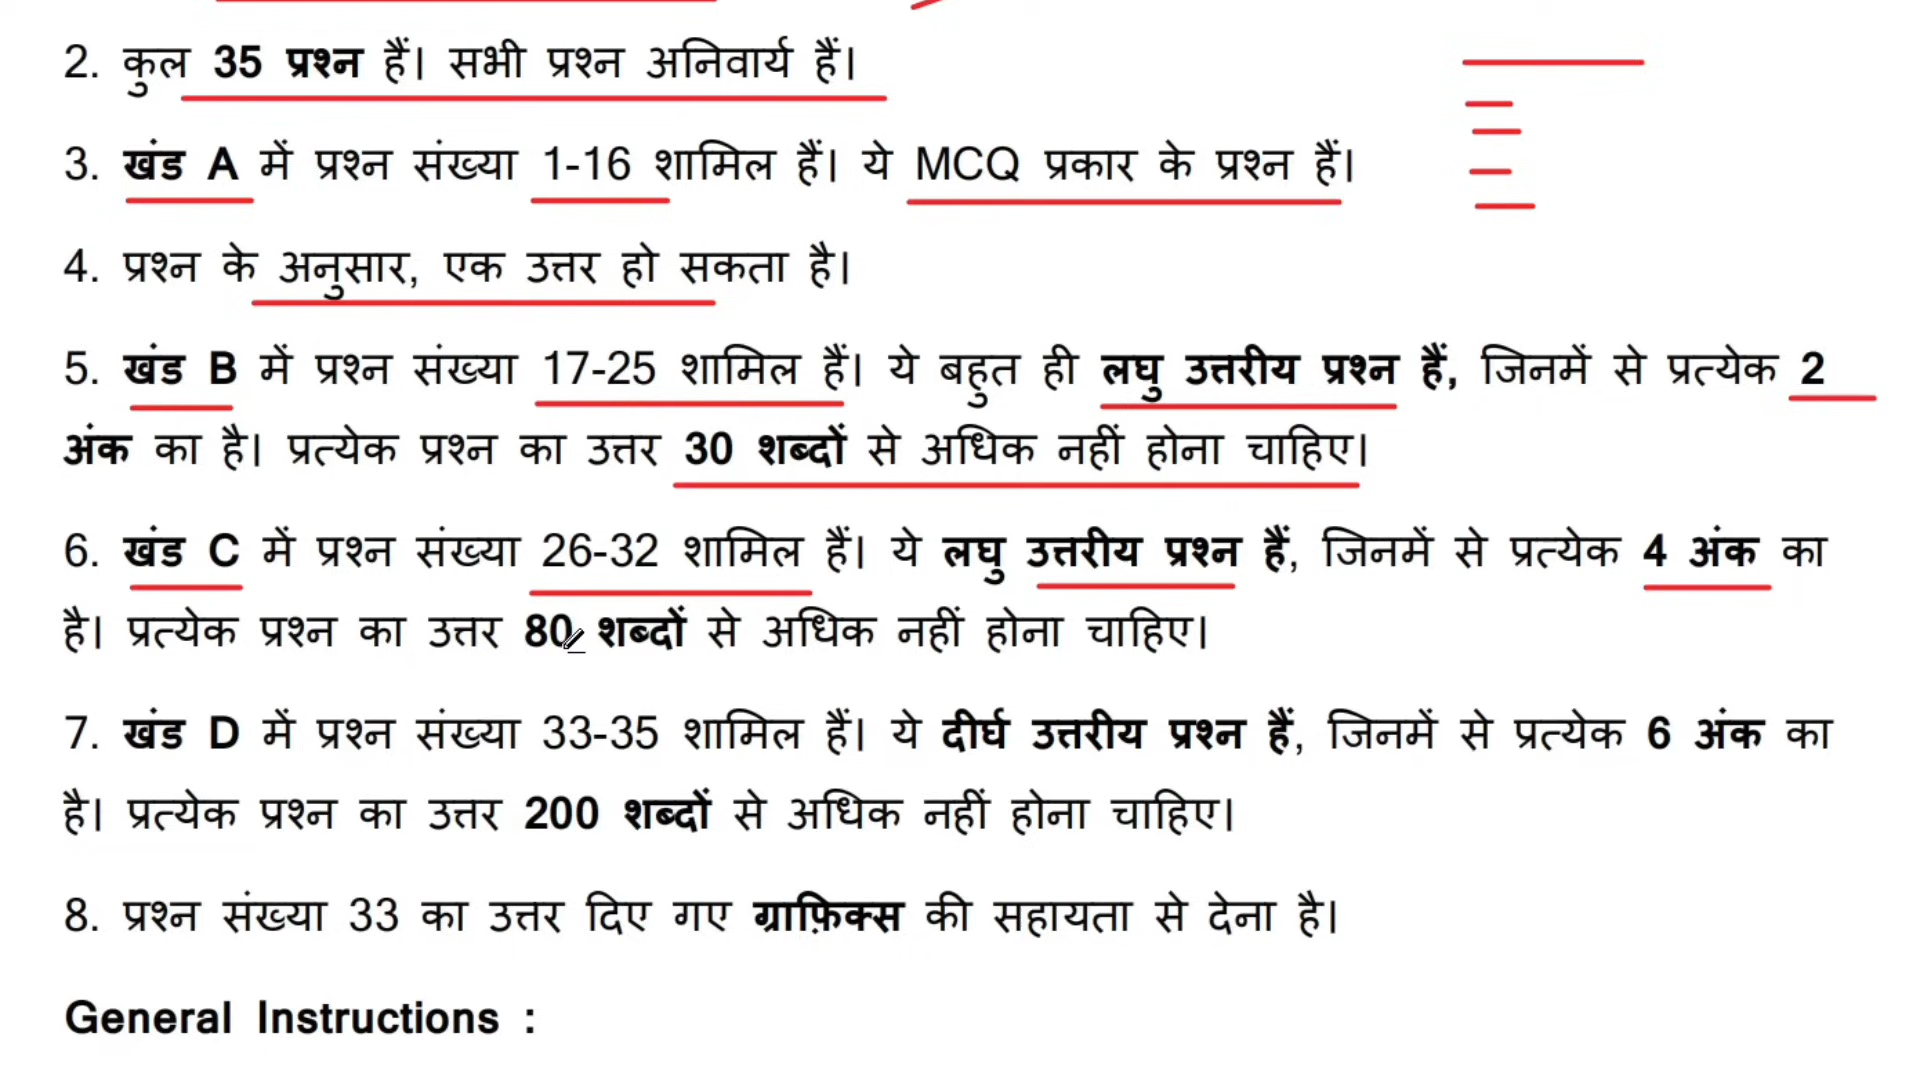 2. कुल 35 प्रश्न हैं। सभी प्रश्न अनिवार्य हैं।
3. खंड A में प्रश्न संख्या 1-16 शामिल हैं। ये MCQ प्रकार के प्रश्न हैं।
4. प्रश्न के अनुसार, एक उत्तर हो सकता है।
5. खंड B में प्रश्न संख्या 17-25 शामिल हैं। ये बहुत ही लघु उत्तरीय प्रश्न हैं, जिनमें से प्रत्येक 2
अंक का है। प्रत्येक प्रश्न का उत्तर 30 शब्दों से अधिक नहीं होना चाहिए।
6. खंड C में प्रश्न संख्या 26-32 शामिल हैं। ये लघु उत्तरीय प्रश्न हैं, जिनमें से प्रत्येक 4 अंक का
है। प्रत्येक प्रश्न का उत्तर 80 शब्दों से अधिक नहीं होना चाहिए।
7. खंड D में प्रश्न संख्या 33-35 शामिल हैं। ये दीर्घ उत्तरीय प्रश्न हैं, जिनमें से प्रत्येक 6 अंक का
है। प्रत्येक प्रश्न का उत्तर 200 शब्दों से अधिक नहीं होना चाहिए।
8. प्रश्न संख्या 33 का उत्तर दिए गए ग्राफ़िक्स की सहायता से देना है।
General Instructions :